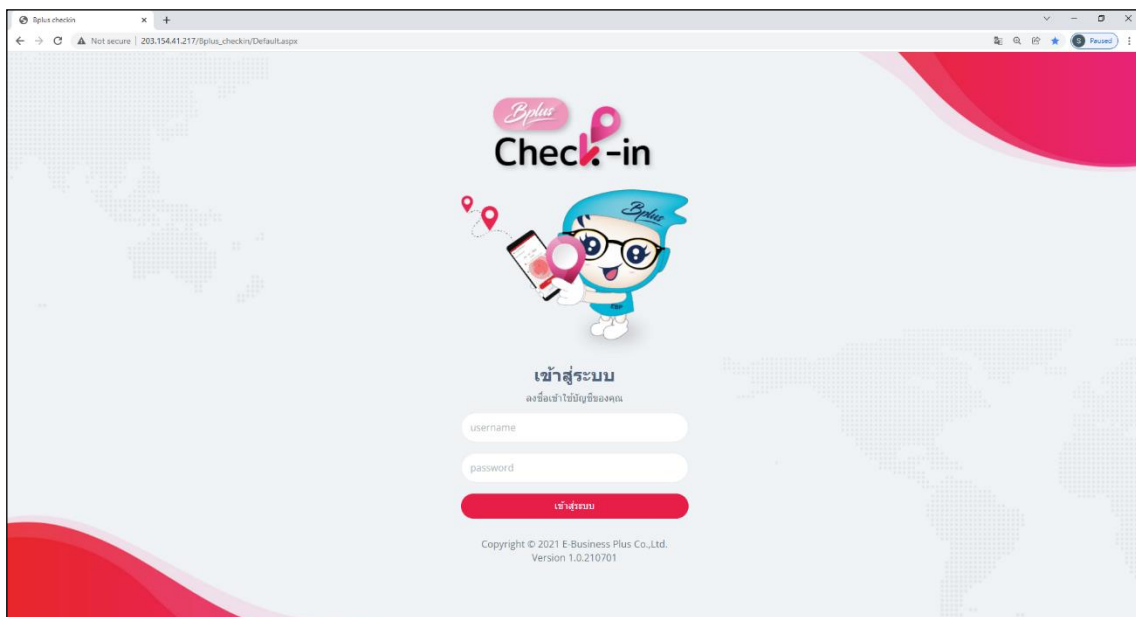 Bplus checkin
Not secure
203.154.41.217/Bplus_checkin/Default.aspx
S
Paused
Bplus
Check-in
Bplus
EBP
เข้าสู่ระบบ
ลงชื่อเข้าใช้บัญชีของคุณ
username
password
เข้าสู่ระบบ
Copyright © 2021 E-Business Plus Co.,Ltd.
Version 1.0.210701